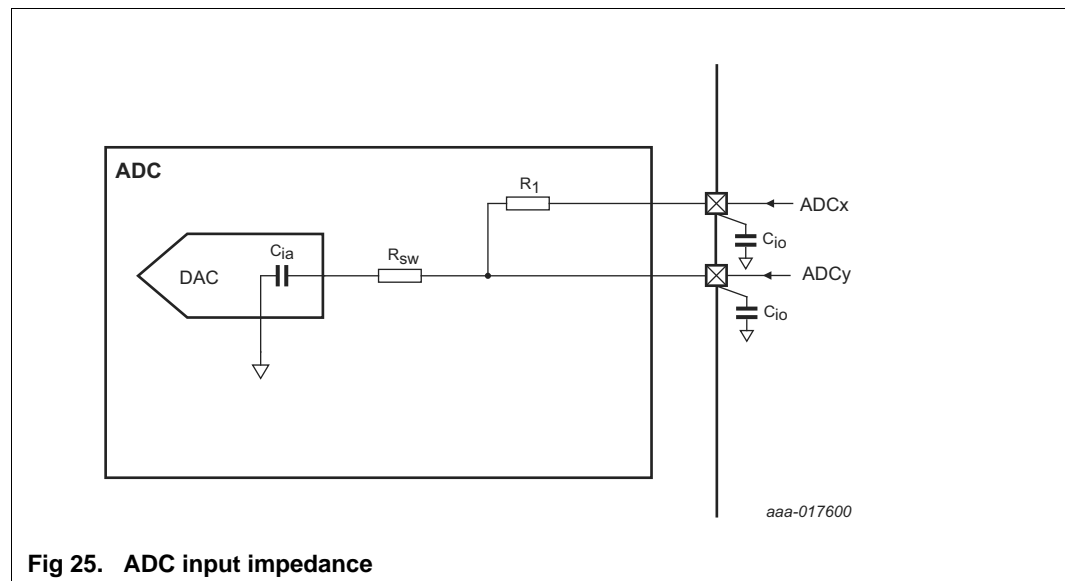 ADC
R1
ADCx
Cio
Cia
Rsw
DAC
ADCy
Cio
aaa-017600
Fig 25. ADC input impedance